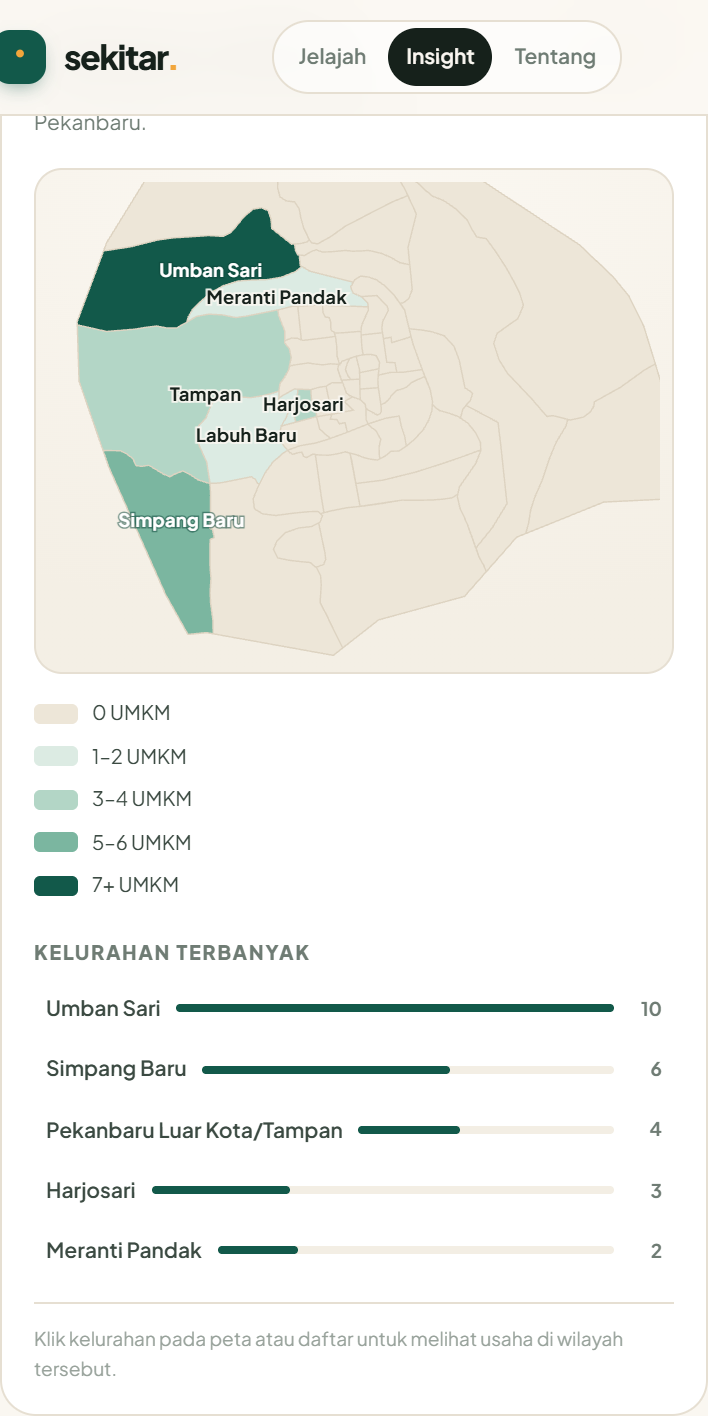 sekitar.
Jelajah
Insight
Tentang
Pekanbaru.
Umban Sari
Meranti Pandak
Tampan
Harjosari
Labuh Baru
Simpang Baru
0 UMKM
1–2 UMKM
3–4 UMKM
5–6 UMKM
7+ UMKM
KELURAHAN TERBANYAK
Umban Sari 10
Simpang Baru 6
Pekanbaru Luar Kota/Tampan 4
Harjosari 3
Meranti Pandak 2
Klik kelurahan pada peta atau daftar untuk melihat usaha di wilayah
tersebut.